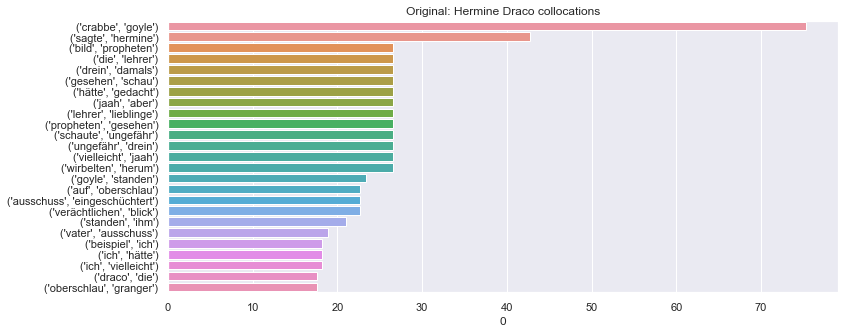 Original: Hermine Draco collocations
('crabbe', 'goyle')
('sagte', 'hermine')
('bild', 'propheten')
('die', 'lehrer')
('drein', 'damals')
('gesehen', 'schau')
('hätte', 'gedacht')
('jaah', 'aber')
('lehrer', 'lieblinge')
('propheten', 'gesehen')
('schaute', 'ungefähr')
('ungefähr', 'drein')
('vielleicht', 'jaah')
('wirbelten', 'herum')
('goyle', 'standen')
('auf', 'oberschlau')
('ausschuss', 'eingeschüchtert')
('verächtlichen', 'blick')
('standen', 'ihm')
('vater', 'ausschuss')
('beispiel', 'ich')
('ich', 'hätte')
('ich', 'vielleicht')
('draco', 'die')
('oberschlau', 'granger')
0 10 20 30 40 50 60 70
0